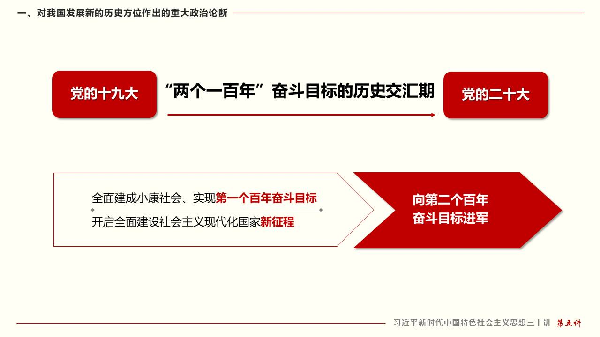 一、对我国发展新的历史方位作出的重大政治论断
党的十九大
“两个一百年”奋斗目标的历史交汇期
党的二十大
全面建成小康社会、实现第一个百年奋斗目标
开启全面建设社会主义现代化国家新征程
向第二个百年
奋斗目标进军
习近平新时代中国特色社会主义思想三十讲 第五讲